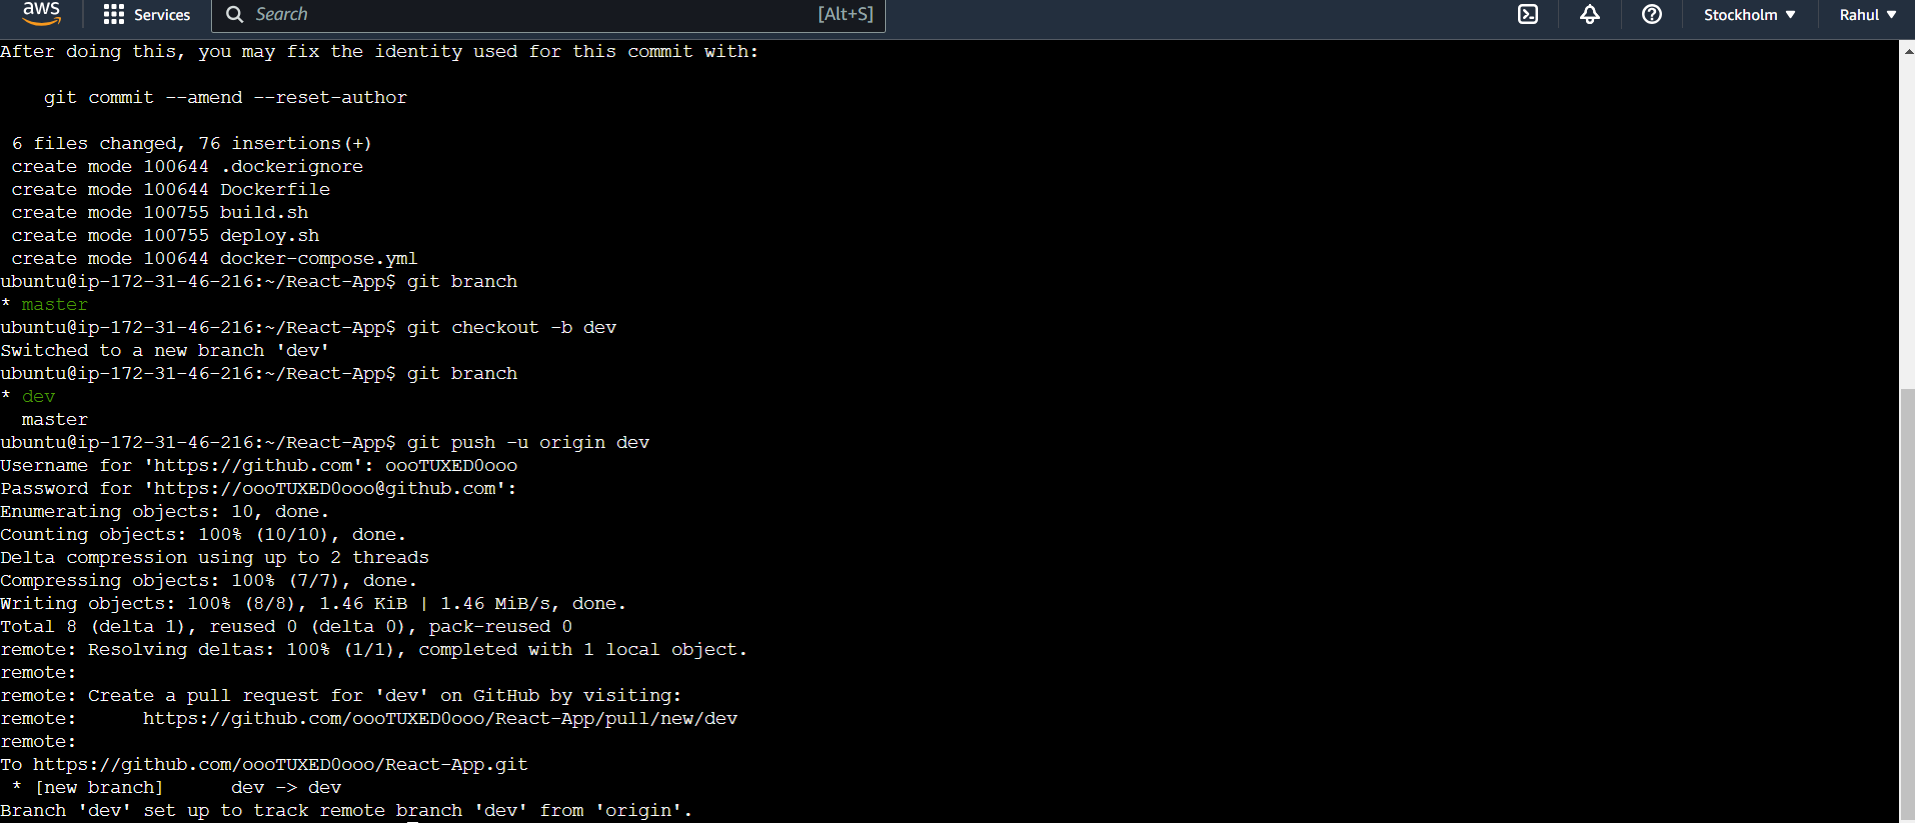 aws Services Search [Alt+S] Stockholm Rahul
After doing this, you may fix the identity used for this commit with:
git commit --amend --reset-author
6 files changed, 76 insertions(+)
create mode 100644 .dockerignore
create mode 100644 Dockerfile
create mode 100755 build.sh
create mode 100755 deploy.sh
create mode 100644 docker-compose.yml
ubuntu@ip-172-31-46-216:~/React-App$ git branch
* master
ubuntu@ip-172-31-46-216:~/React-App$ git checkout -b dev
Switched to a new branch 'dev'
ubuntu@ip-172-31-46-216:~/React-App$ git branch
* dev
master
ubuntu@ip-172-31-46-216:~/React-App$ git push -u origin dev
Username for 'https://github.com': oooTUXED0ooo
Password for 'https://oooTUXED0ooo@github.com':
Enumerating objects: 10, done.
Counting objects: 100% (10/10), done.
Delta compression using up to 2 threads
Compressing objects: 100% (7/7), done.
Writing objects: 100% (8/8), 1.46 KiB | 1.46 MiB/s, done.
Total 8 (delta 1), reused 0 (delta 0), pack-reused 0
remote: Resolving deltas: 100% (1/1), completed with 1 local object.
remote:
remote: Create a pull request for 'dev' on GitHub by visiting:
remote:      https://github.com/oooTUXED0ooo/React-App/pull/new/dev
remote:
To https://github.com/oooTUXED0ooo/React-App.git
* [new branch]      dev -> dev
Branch 'dev' set up to track remote branch 'dev' from 'origin'.